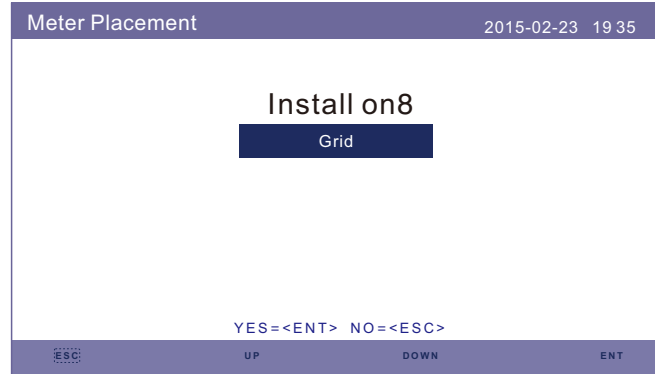 Meter Placement 2015-02-23 19 35
Install on8
Grid
YES=<ENT> NO=<ESC>
ESC UP DOWN ENT